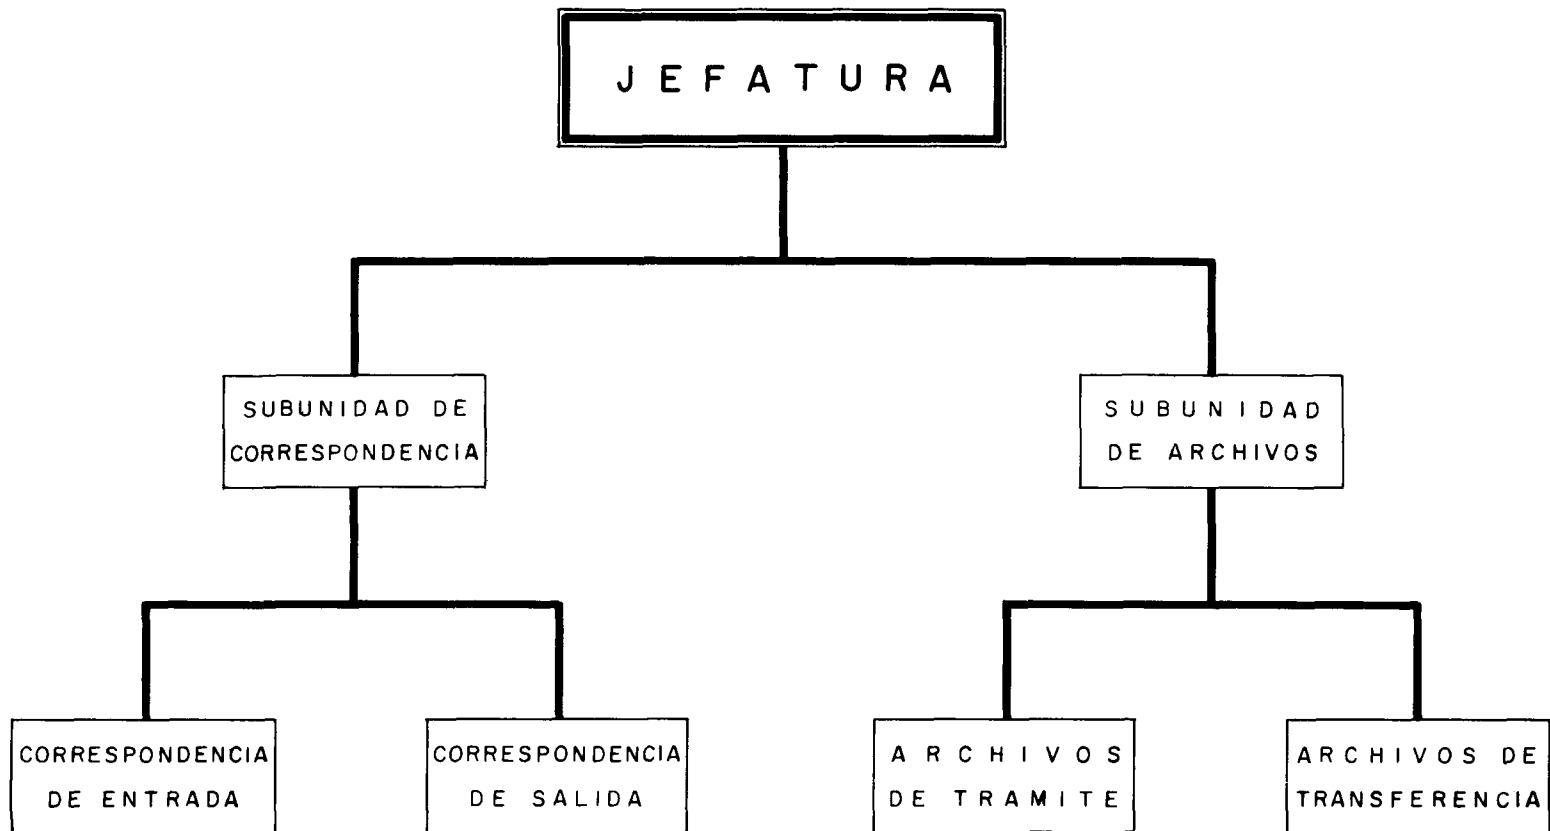 JEFATURA
SUBUNIDAD DE
CORRESPONDENCIA
SUBUNIDAD
DE ARCHIVOS
CORRESPONDENCIA
DE ENTRADA
CORRESPONDENCIA
DE SALIDA
ARCHIVOS
DE TRAMITE
ARCHIVOS DE
TRANSFERENCIA